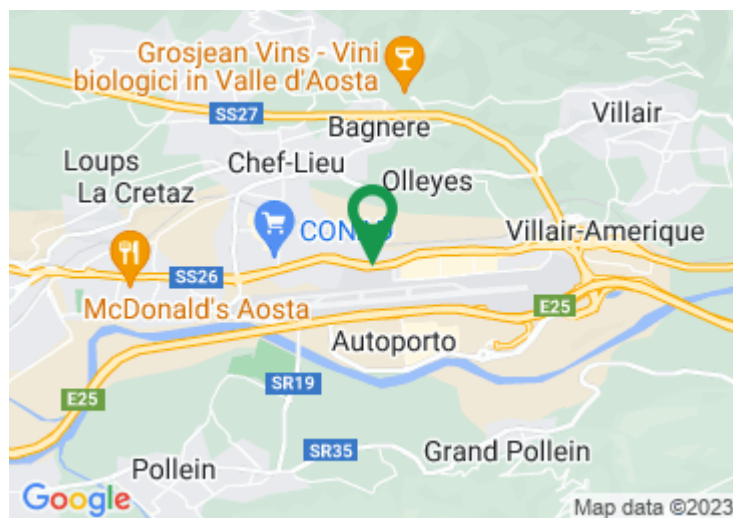 Grosjean Vins - Vini
biologici in Valle d'Aosta
SS27
Villair
Bagnere
Loups
Chef-Lieu
La Cretaz
Olleyes
Villair-Amerique
SS26
McDonald's Aosta
E25
Autoporto
SR19
E25
SR35
Grand Pollein
Pollein
Google
Map data ©2023